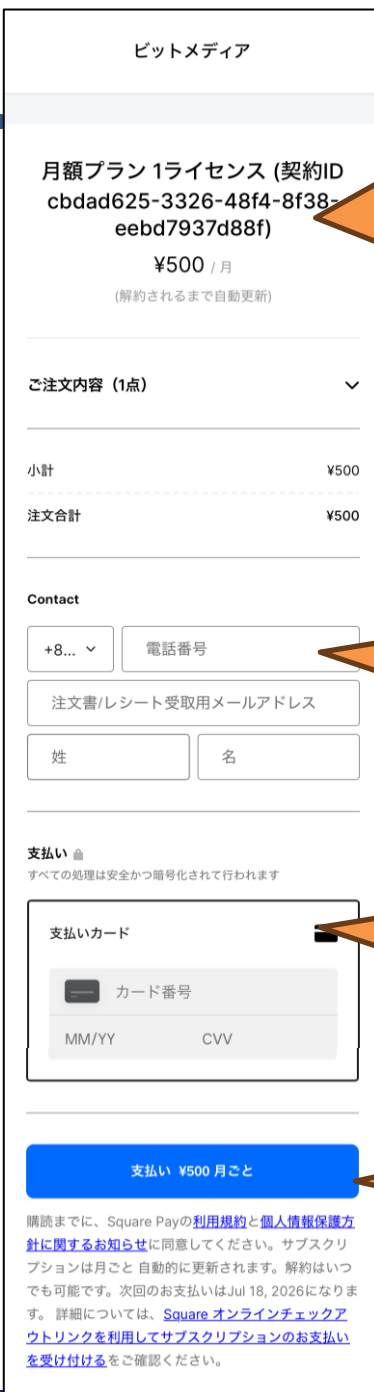 ビットメディア
月額プラン 1ライセンス (契約ID
cbdad625-3326-48f4-8f38-
eebd7937d88f)
¥500 / 月
(解約されるまで自動更新)
ご注文内容（1点）
小計 ¥500
注文合計 ¥500
Contact
+8... 電話番号
注文書/レシート受取用メールアドレス
姓 名
支払い
すべての処理は安全かつ暗号化されて行われます
支払いカード
カード番号
MM/YY CVV
支払い ¥500 月ごと
購読までに、Square Payの利用規約と個人情報保護方
針に関するお知らせに同意してください。サブスクリ
プションは月ごと 自動的に更新されます。解約はいつ
でも可能です。次回のお支払いはJul 18, 2026になりま
す。 詳細については、Square オンラインチェックア
ウトリンクを利用してサブスクリプションのお支払い
を受け付けるをご確認ください。